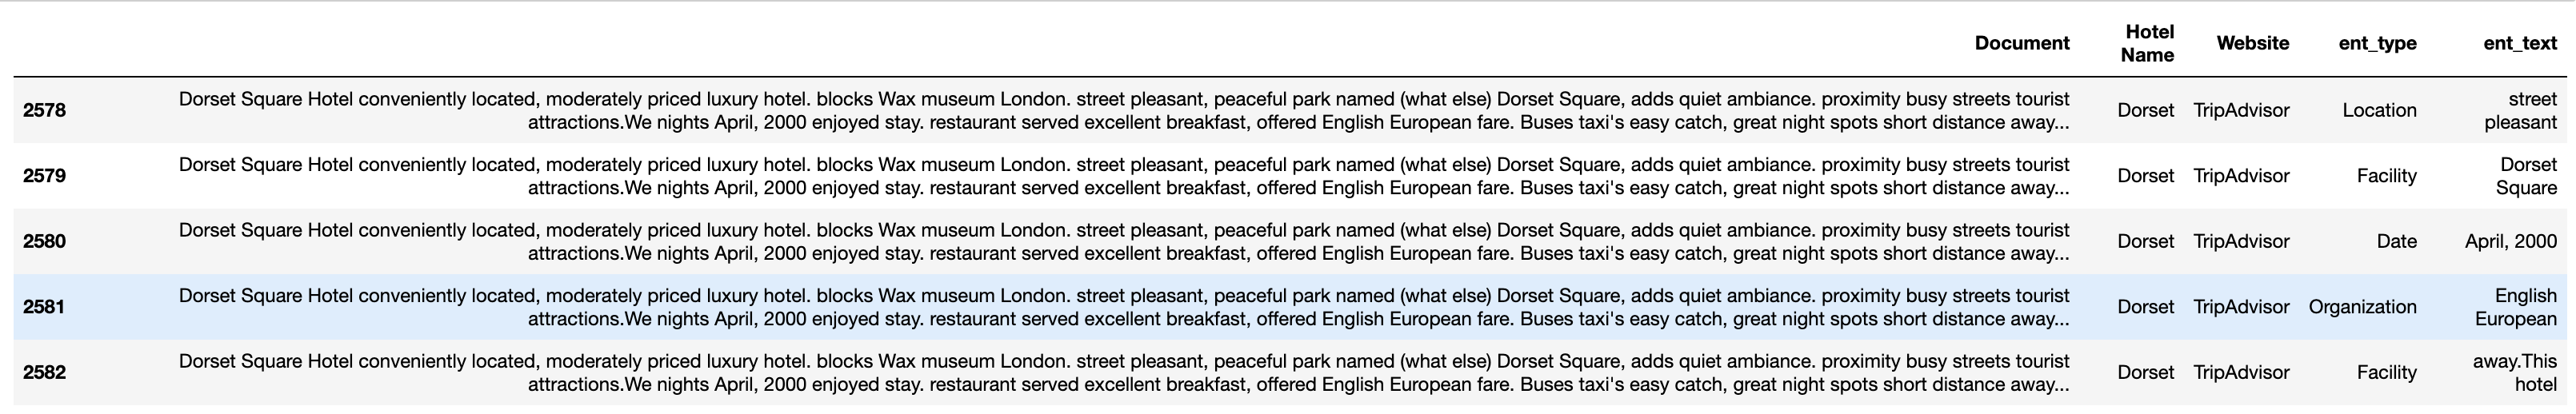 Document Hotel Name Website ent_type ent_text
2578 Dorset Square Hotel conveniently located, moderately priced luxury hotel. blocks Wax museum London. street pleasant, peaceful park named (what else) Dorset Square, adds quiet ambiance. proximity busy streets tourist
attractions.We nights April, 2000 enjoyed stay. restaurant served excellent breakfast, offered English European fare. Buses taxi's easy catch, great night spots short distance away... Dorset TripAdvisor Location street pleasant
2579 Dorset Square Hotel conveniently located, moderately priced luxury hotel. blocks Wax museum London. street pleasant, peaceful park named (what else) Dorset Square, adds quiet ambiance. proximity busy streets tourist
attractions.We nights April, 2000 enjoyed stay. restaurant served excellent breakfast, offered English European fare. Buses taxi's easy catch, great night spots short distance away... Dorset TripAdvisor Facility Dorset Square
2580 Dorset Square Hotel conveniently located, moderately priced luxury hotel. blocks Wax museum London. street pleasant, peaceful park named (what else) Dorset Square, adds quiet ambiance. proximity busy streets tourist
attractions.We nights April, 2000 enjoyed stay. restaurant served excellent breakfast, offered English European fare. Buses taxi's easy catch, great night spots short distance away... Dorset TripAdvisor Date April, 2000
2581 Dorset Square Hotel conveniently located, moderately priced luxury hotel. blocks Wax museum London. street pleasant, peaceful park named (what else) Dorset Square, adds quiet ambiance. proximity busy streets tourist
attractions.We nights April, 2000 enjoyed stay. restaurant served excellent breakfast, offered English European fare. Buses taxi's easy catch, great night spots short distance away... Dorset TripAdvisor Organization English European
2582 Dorset Square Hotel conveniently located, moderately priced luxury hotel. blocks Wax museum London. street pleasant, peaceful park named (what else) Dorset Square, adds quiet ambiance. proximity busy streets tourist
attractions.We nights April, 2000 enjoyed stay. restaurant served excellent breakfast, offered English European fare. Buses taxi's easy catch, great night spots short distance away... Dorset TripAdvisor Facility away.This hotel